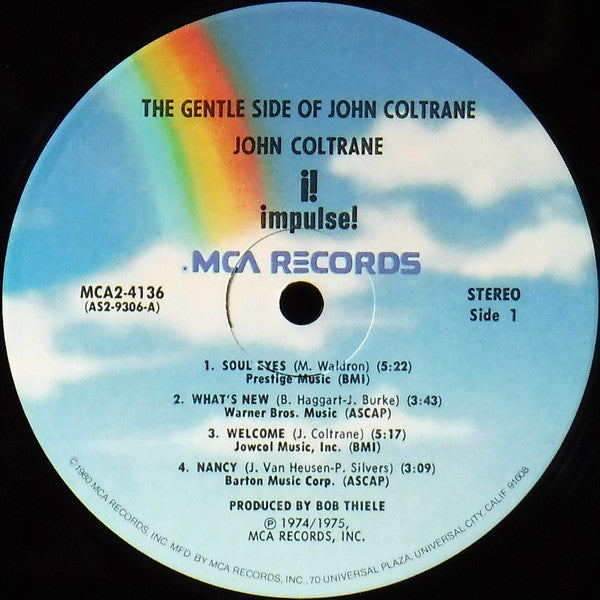 THE GENTLE SIDE OF JOHN COLTRANE
JOHN COLTRANE
i!
impulse!
MCA RECORDS
MCA2-4136
(AS2-9306-A)
STEREO
Side 1
1. SOUL EYES (M. Waldron) (5:22)
Prestige Music (BMI)
2. WHAT'S NEW (B. Haggart-J. Burke) (3:43)
Warner Bros. Music (ASCAP)
3. WELCOME (J. Coltrane) (5:17)
Jowcol Music, Inc. (BMI)
4. NANCY (J. Van Heusen-P. Silvers) (3:09)
Barton Music Corp. (ASCAP)
PRODUCED BY BOB THIELE
℗ 1974/1975,
MCA RECORDS, INC.
©1980 MCA RECORDS, INC. MFD. BY MCA RECORDS, INC., 70 UNIVERSAL PLAZA, UNIVERSAL CITY, CALIF. 91608